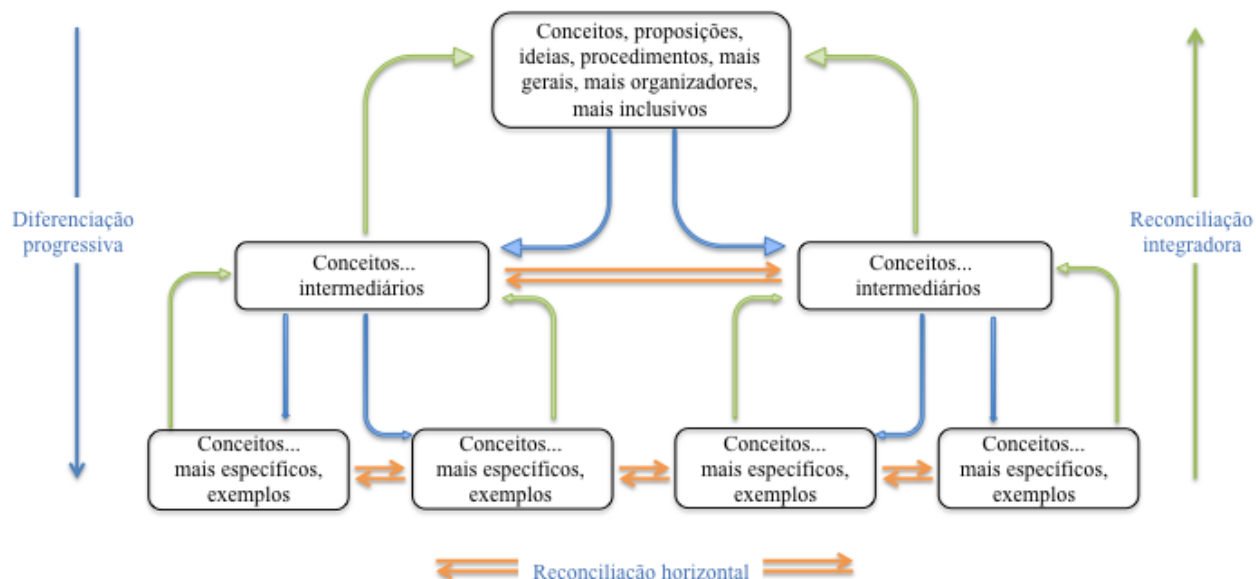 Conceitos, proposições,
ideias, procedimentos, mais
gerais, mais organizadores,
mais inclusivos
Diferenciação
progressiva
Reconciliação
integradora
Conceitos...
intermediários
Conceitos...
intermediários
Conceitos...
mais específicos,
exemplos
Conceitos...
mais específicos,
exemplos
Conceitos...
mais específicos,
exemplos
Conceitos...
mais específicos,
exemplos
Reconciliação horizontal